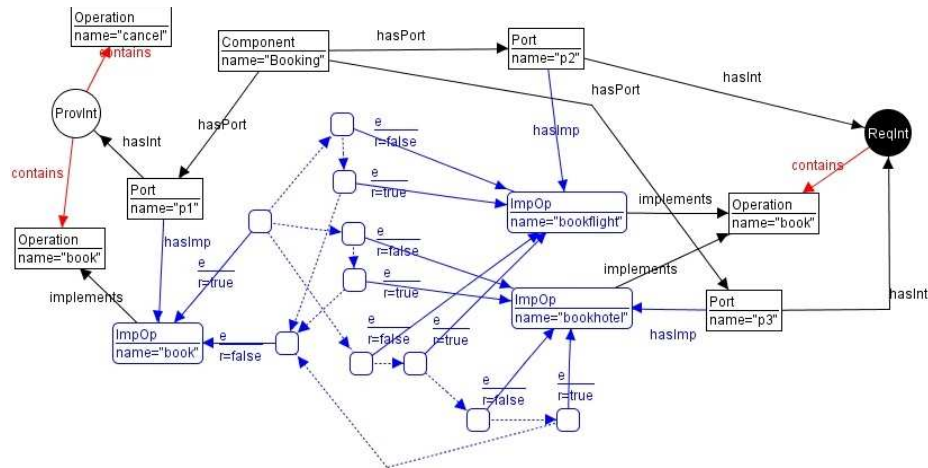 Operation
name="cancel"
contains
Component
name="Booking"
hasPort
Port
name="p2"
hasInt
hasPort
ProvInt
hasInt
hasPort
hasImp
ReqInt
e
r=false
contains
contains
e
r=true
Port
name="p1"
ImpOp
name="bookflight"
implements
Operation
name="book"
Operation
name="book"
hasImp
e
r=false
e
r=true
e
r=true
implements
implements
ImpOp
name="bookhotel"
Port
name="p3"
hasInt
hasImp
ImpOp
name="book"
e
r=false
e
r=false
e
r=true
e
r=false
e
r=true